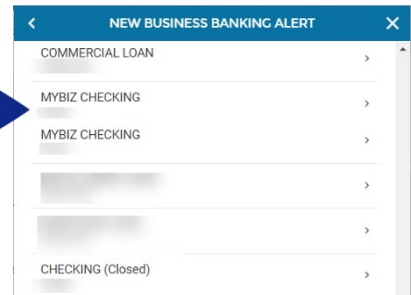 NEW BUSINESS BANKING ALERT
COMMERCIAL LOAN
MYBIZ CHECKING
MYBIZ CHECKING
CHECKING (Closed)